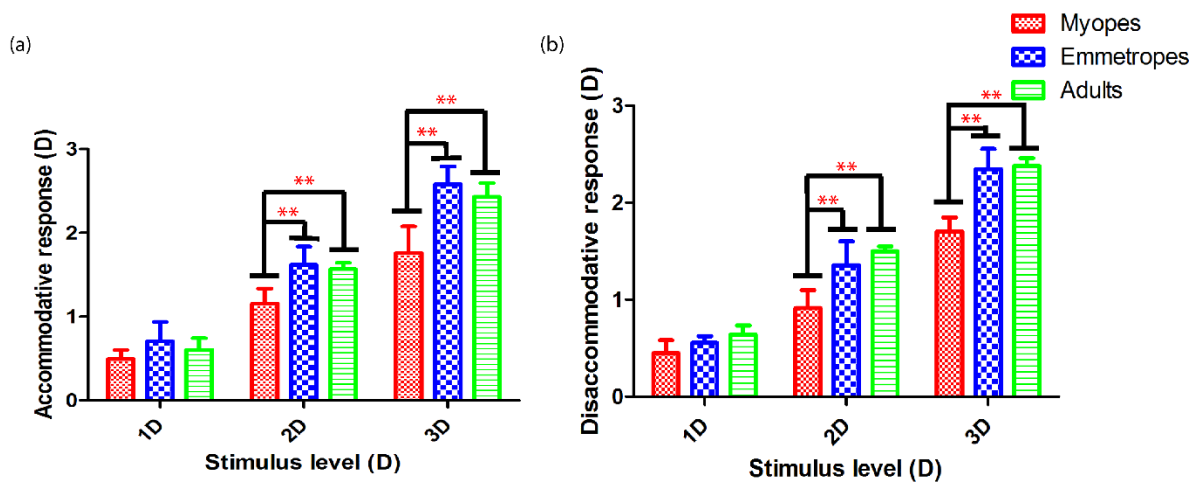 (a)
Accommodative response (D)
3
2
1
0
**
**
**
**
1D
2D
3D
Stimulus level (D)
(b)
Disaccommodative response (D)
3
2
1
0
**
**
**
**
1D
2D
3D
Stimulus level (D)
Myopes
Emmetropes
Adults